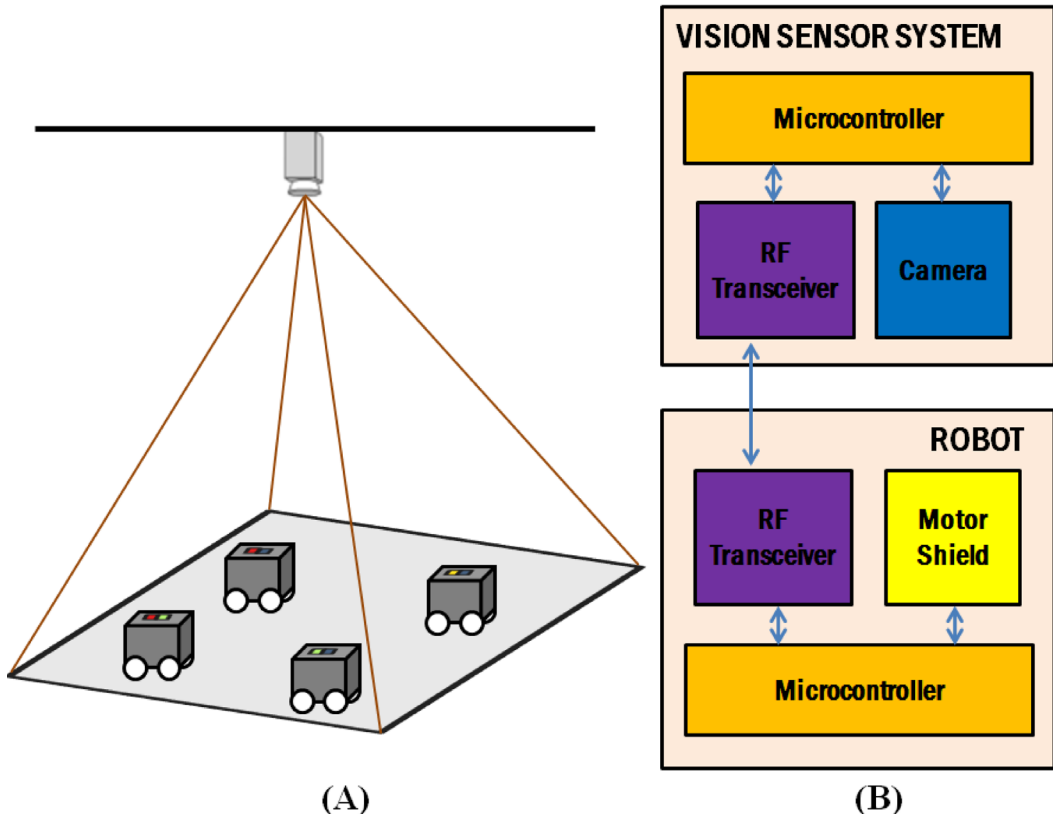 VISION SENSOR SYSTEM
Microcontroller
RF
Transceiver
Camera
ROBOT
RF
Transceiver
Motor
Shield
Microcontroller
(A)
(B)